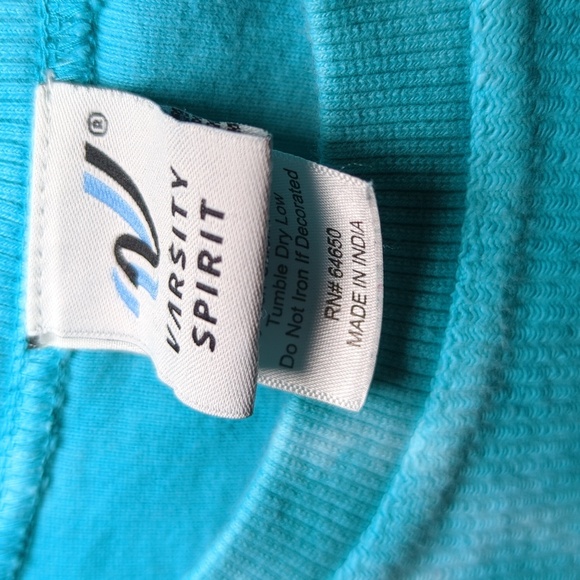 ®
VARSITY
SPIRIT
Tumble Dry Low
Do Not Iron If Decorated
RN# 64650
MADE IN INDIA